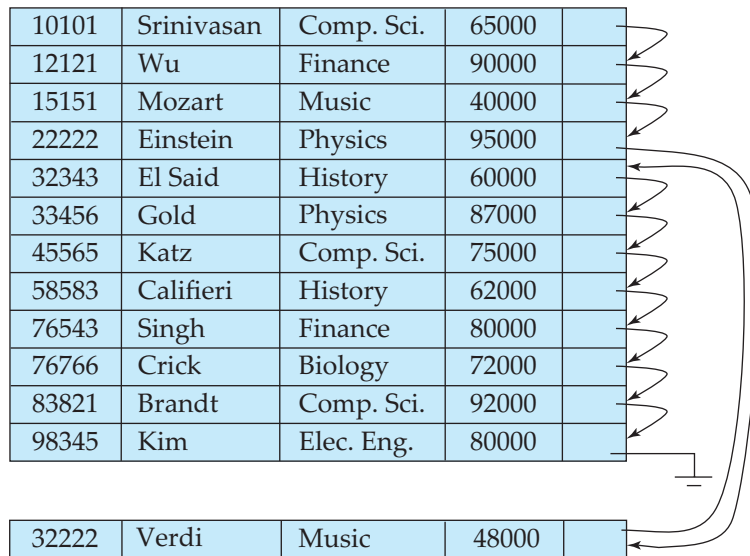 10101 Srinivasan Comp. Sci. 65000
12121 Wu Finance 90000
15151 Mozart Music 40000
22222 Einstein Physics 95000
32343 El Said History 60000
33456 Gold Physics 87000
45565 Katz Comp. Sci. 75000
58583 Califieri History 62000
76543 Singh Finance 80000
76766 Crick Biology 72000
83821 Brandt Comp. Sci. 92000
98345 Kim Elec. Eng. 80000
32222 Verdi Music 48000